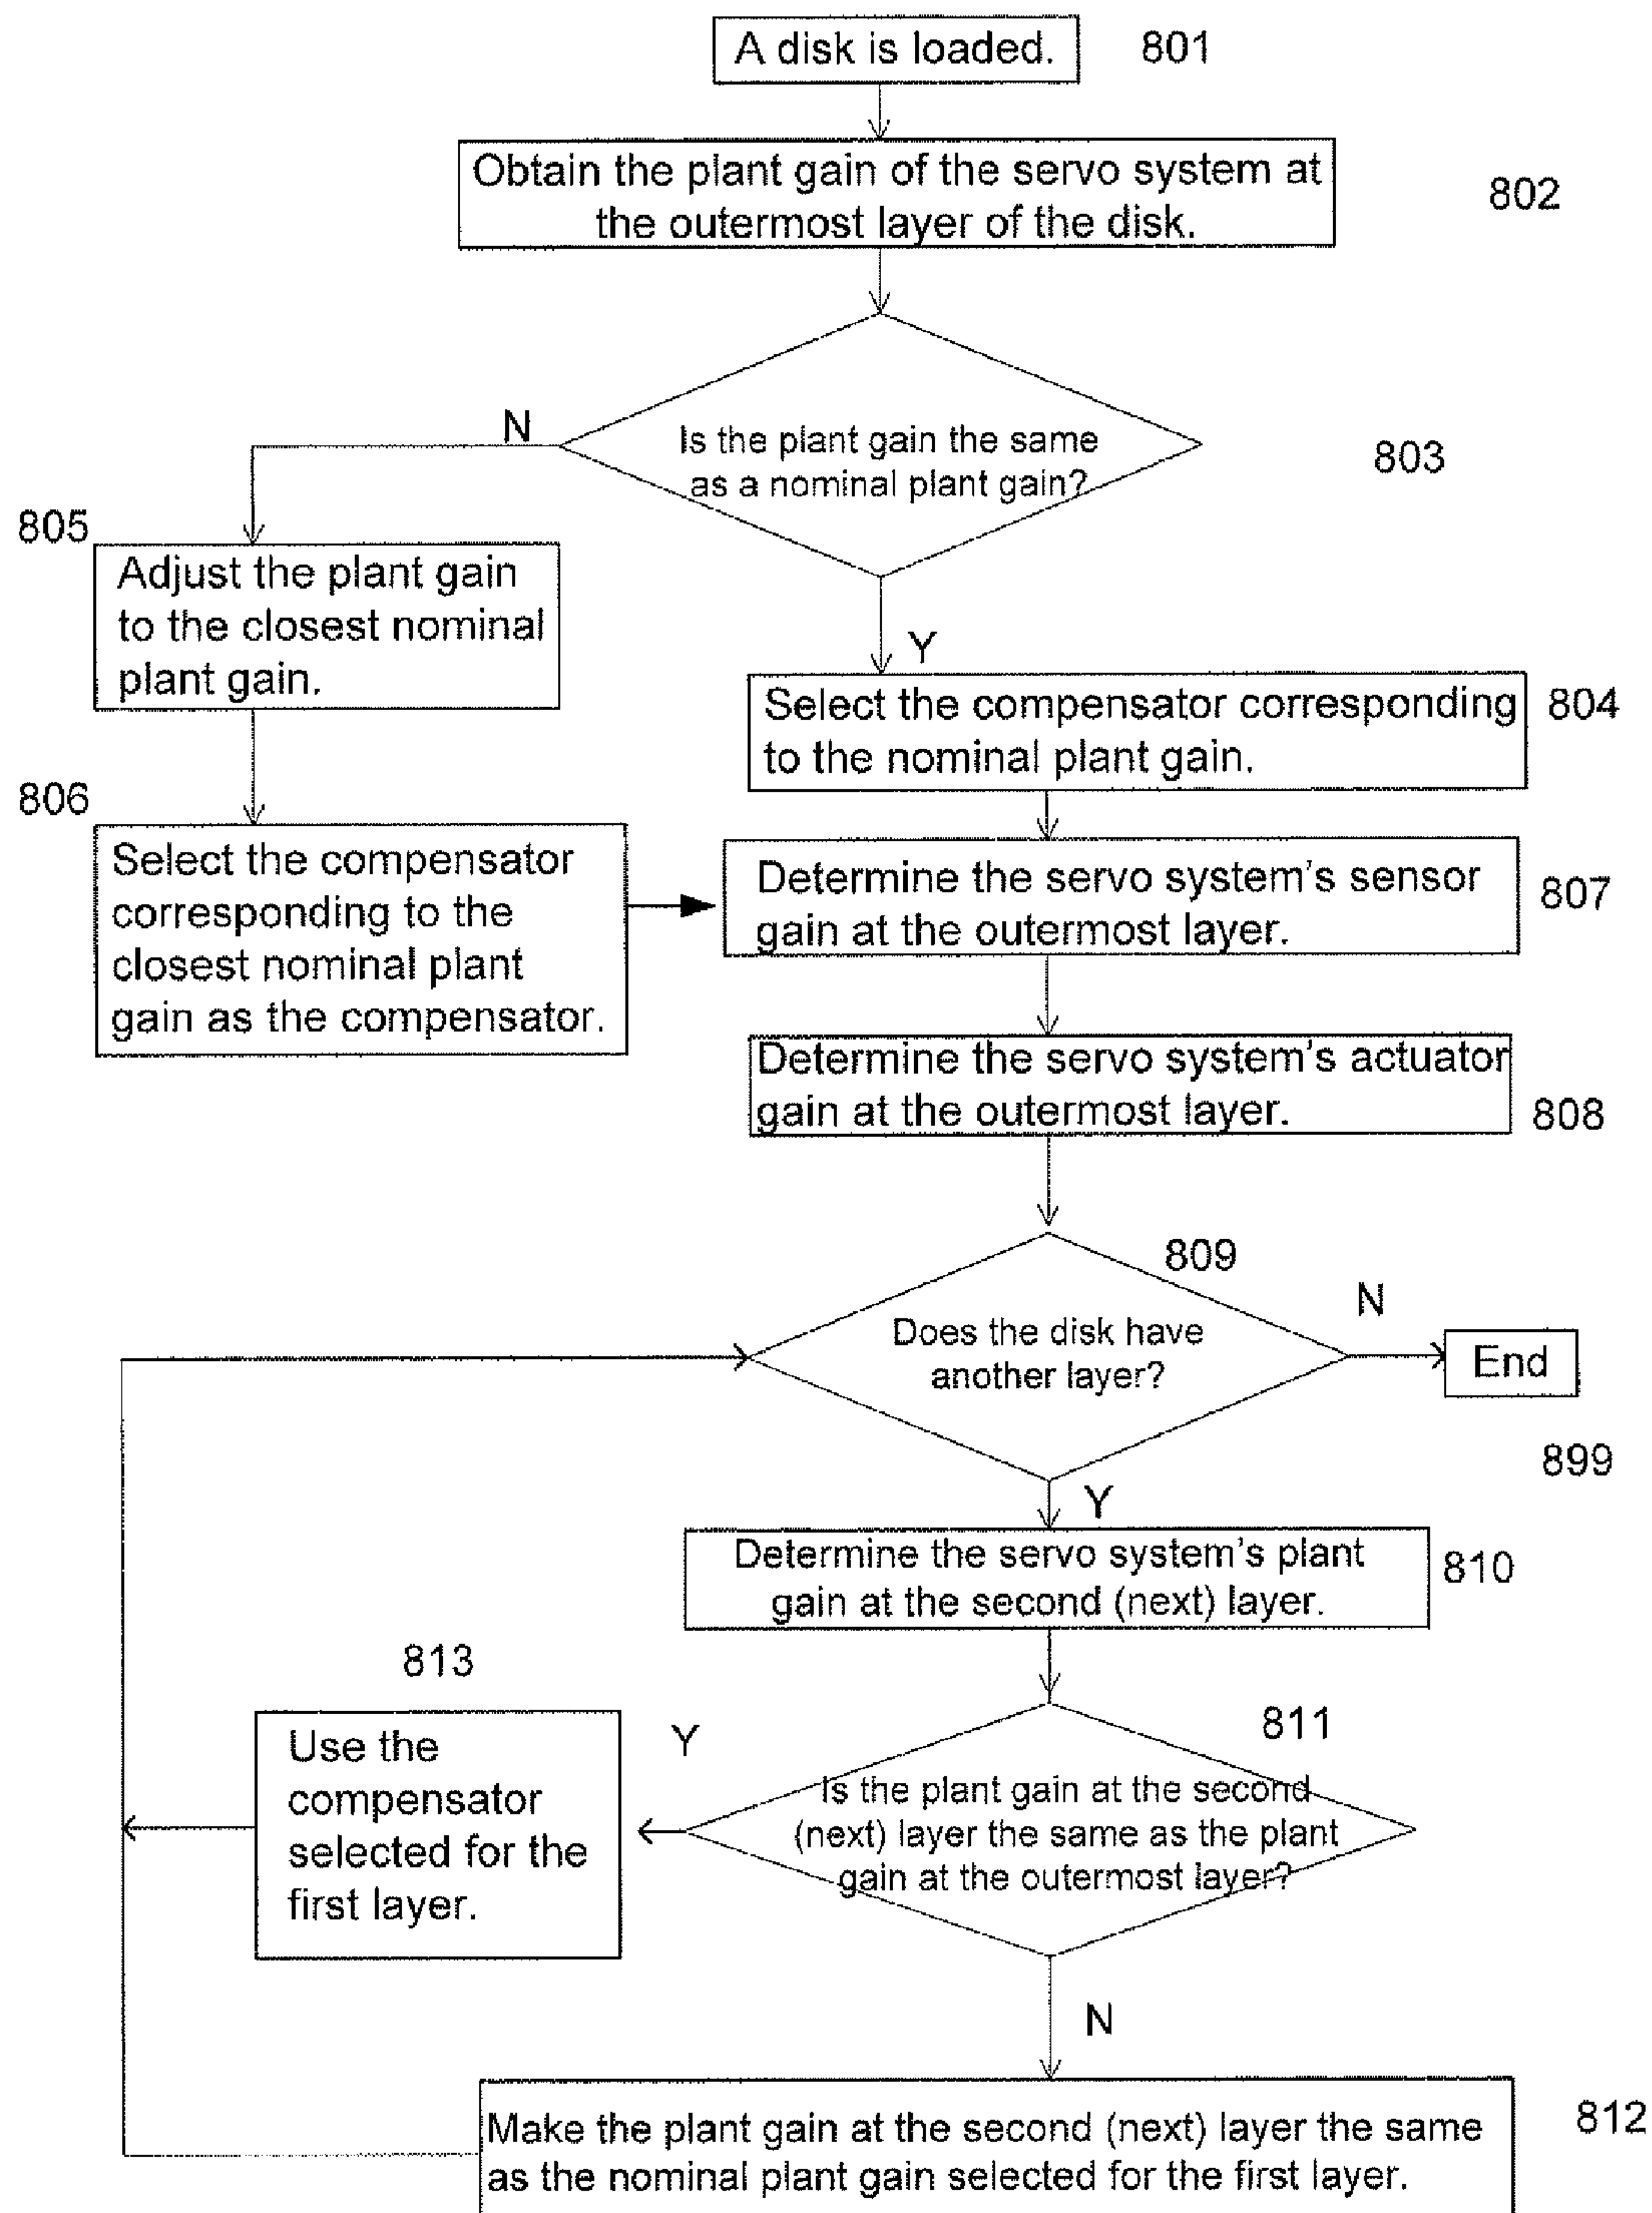 A disk is loaded.
801
Obtain the plant gain of the servo system at
the outermost layer of the disk.
802
Is the plant gain the same
as a nominal plant gain?
803
N
805
Adjust the plant gain
to the closest nominal
plant gain.
Y
Select the compensator corresponding
to the nominal plant gain.
804
806
Select the compensator
corresponding to the
closest nominal plant
gain as the compensator.
Determine the servo system's sensor
gain at the outermost layer.
807
Determine the servo system's actuator
gain at the outermost layer.
808
809
Does the disk have
another layer?
N
End
899
Y
Determine the servo system's plant
gain at the second (next) layer.
810
813
Use the
compensator
selected for the
first layer.
Y
811
Is the plant gain at the second
(next) layer the same as the plant
gain at the outermost layer?
N
Make the plant gain at the second (next) layer the same
as the nominal plant gain selected for the first layer.
812